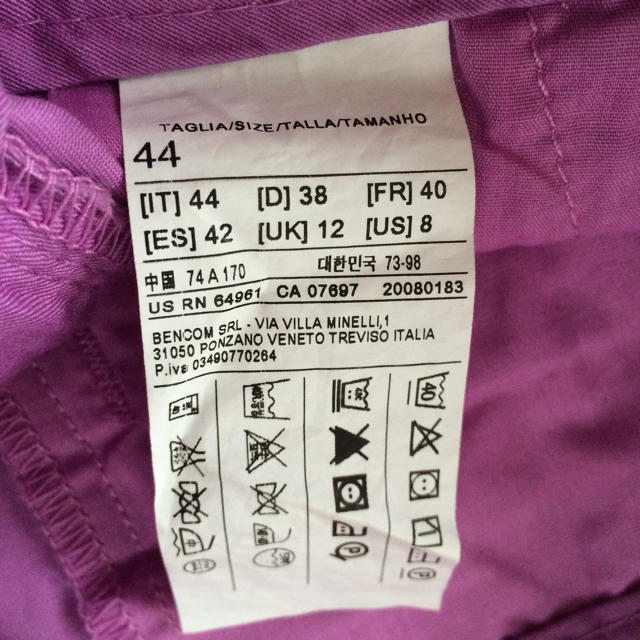 TAGLIA/SIZE/TALLA/TAMANHO
44
[IT] 44 [D] 38 [FR] 40
[ES] 42 [UK] 12 [US] 8
中国 74 A 170 대한민국 73-98
US RN 64961 CA 07697 20080183
BENCOM SRL - VIA VILLA MINELLI,1
31050 PONZANO VENETO TREVISO ITALIA
P.iva 03490770264
40